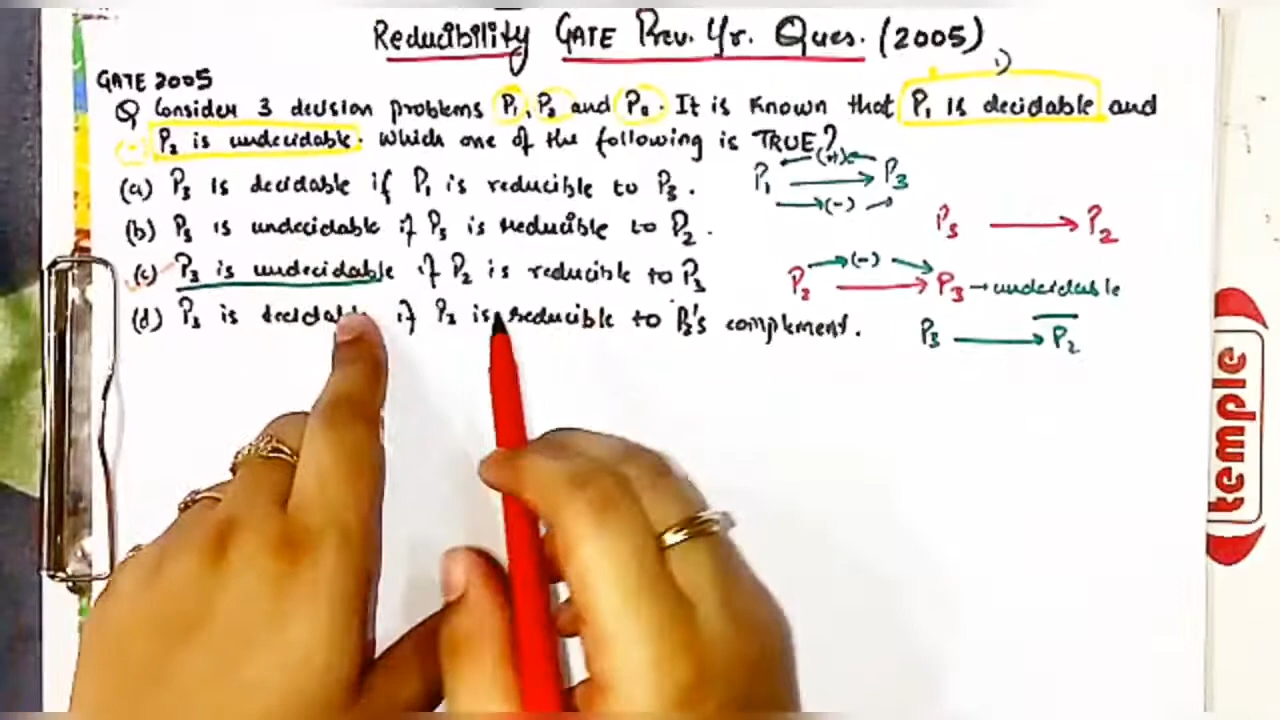 Reducibility GATE Prev. Yr. Ques. (2005)
GATE 2005
Q Consider 3 decision problems P₁, P₂ and P₃. It is known that P₁ is decidable and
P₂ is undecidable. Which one of the following is TRUE?
(a) P₃ is decidable if P₁ is reducible to P₃.
(b) P₃ is undecidable if P₃ is reducible to P₂.
(c) P₃ is undecidable if P₂ is reducible to P₃
(d) P₃ is decidable if P₃ is reducible to P₂'s complement.
←(+)←
P₁ → P₃
→(-)→
P₃ → P₂
→(-)→
P₂ → P₃ → undecidable
P₃ → P̅₂
temple